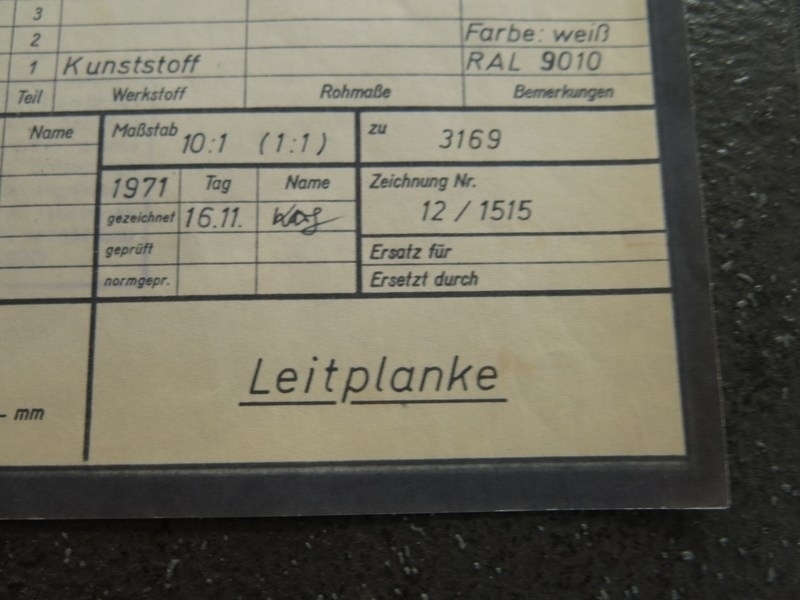 3
2 Farbe: weiß
1 Kunststoff RAL 9010
Teil Werkstoff Rohmaße Bemerkungen
Name Maßstab 10:1 (1:1) zu 3169
1971 Tag Name Zeichnung Nr.
gezeichnet 16.11. 12 / 1515
geprüft Ersatz für
normgepr. Ersetzt durch
Leitplanke
- mm